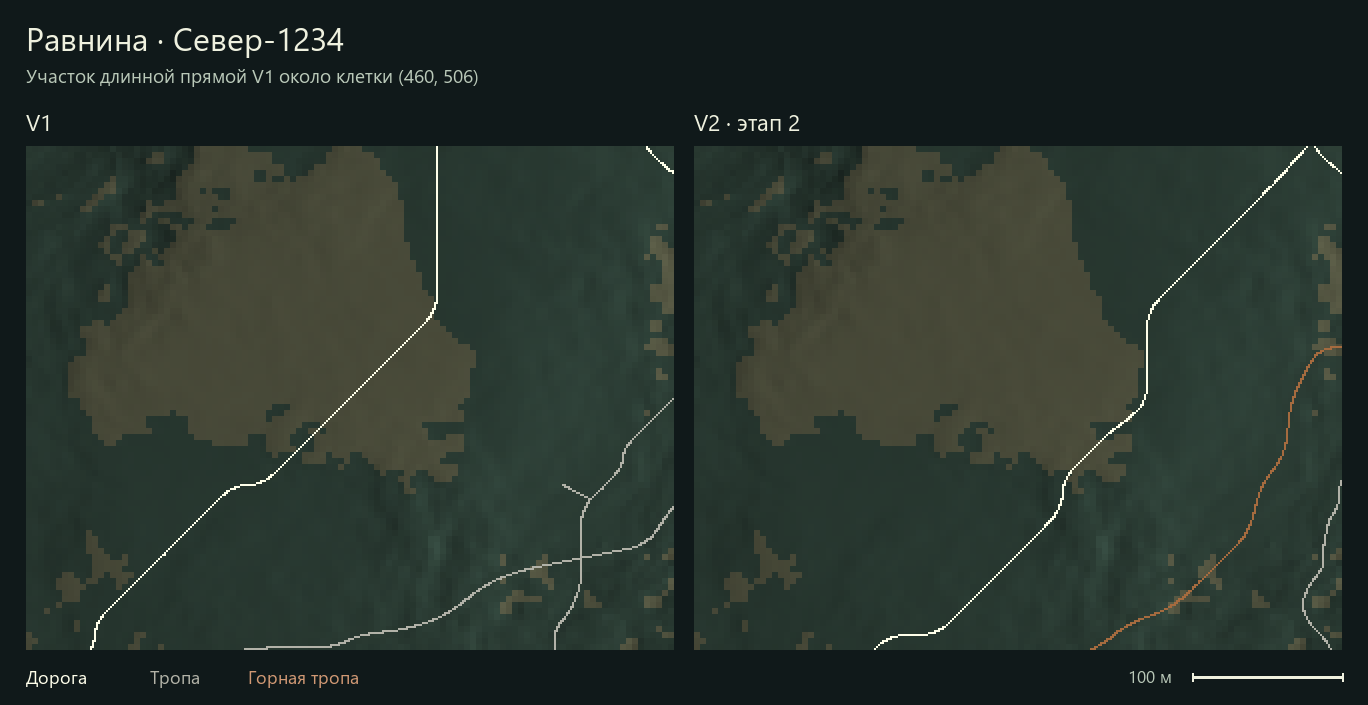 Равнина · Север-1234
Участок длинной прямой V1 около клетки (460, 506)
V1
V2 · этап 2
Дорога
Тропа
Горная тропа
100 м